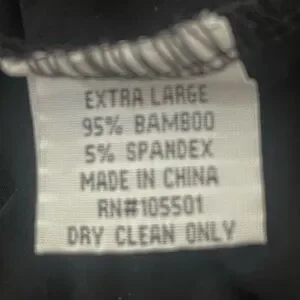 EXTRA LARGE
95% BAMBOO
5% SPANDEX
MADE IN CHINA
RN#105501
DRY CLEAN ONLY